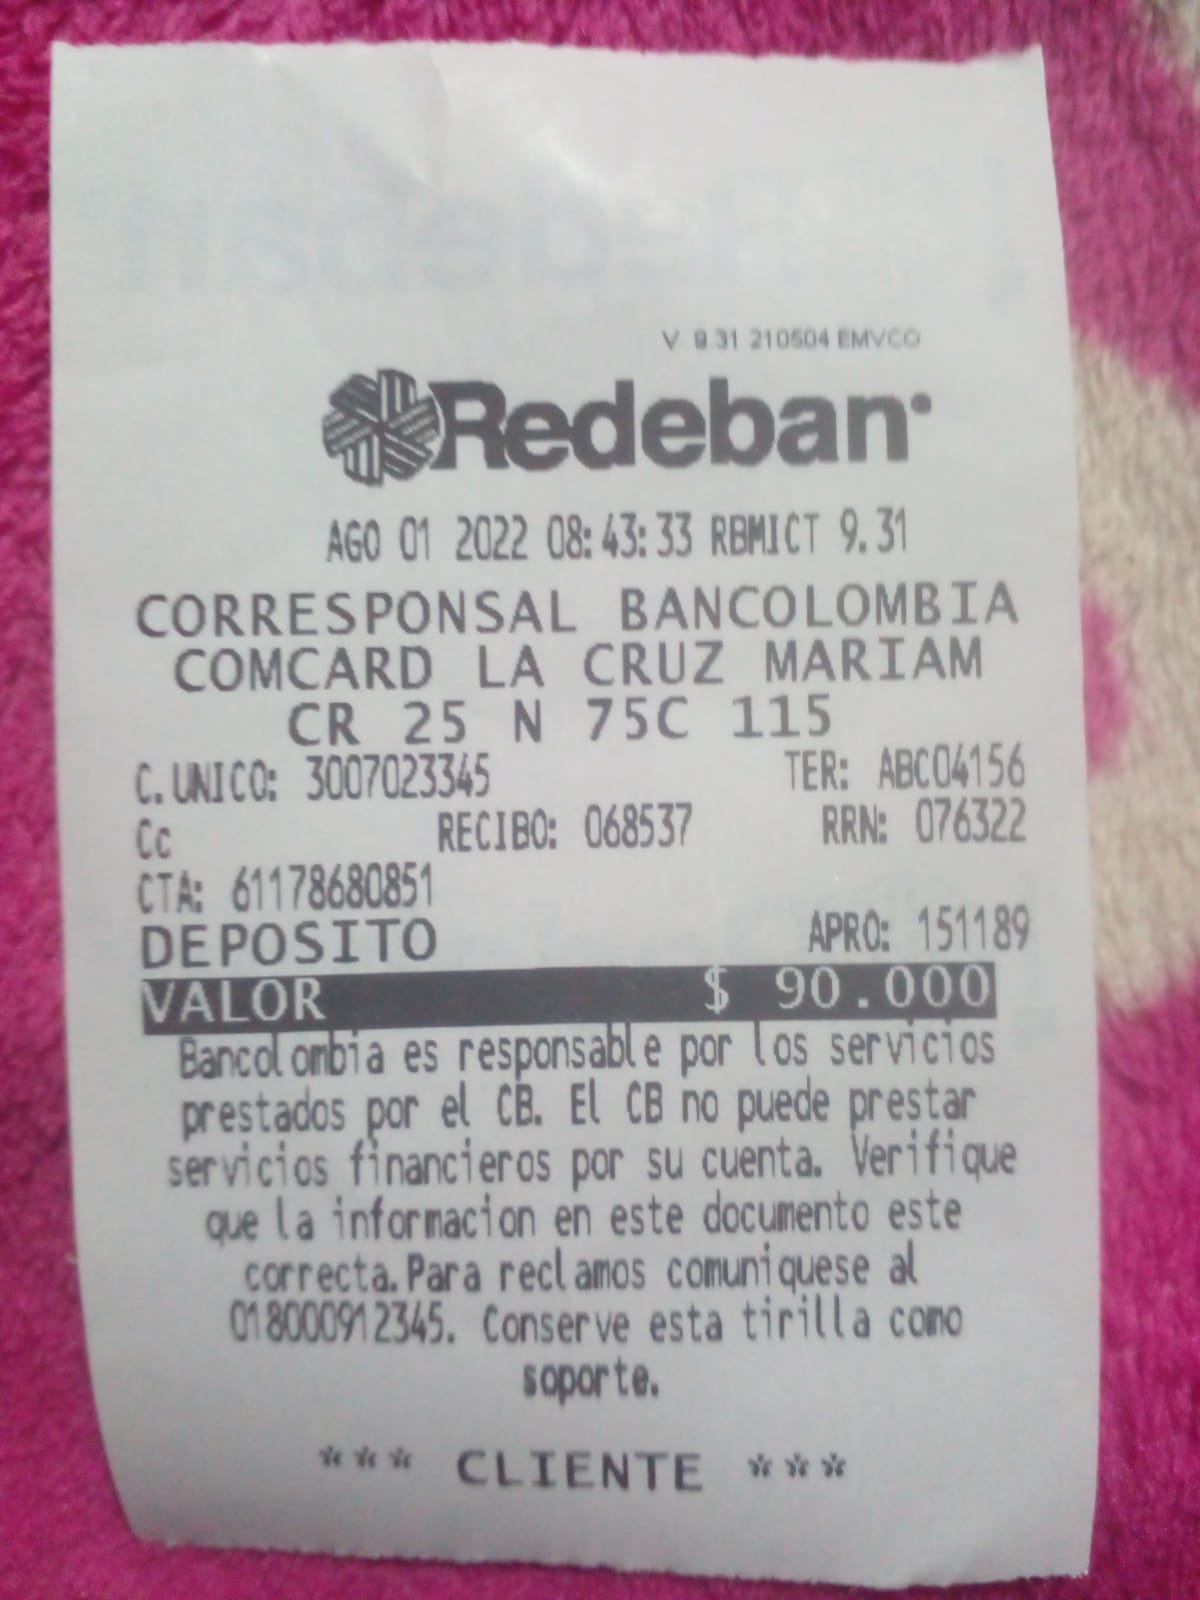 V 9.31 210504 EMVCO
Redeban
AGO 01 2022 08:43:33 RBMICT 9.31
CORRESPONSAL BANCOLOMBIA
COMCARD LA CRUZ MARIAM
CR 25 N 75C 115
C. UNICO: 3007023345 TER: ABC04156
Cc RECIBO: 068537 RRN: 076322
CTA: 61178680851
DEPOSITO APRO: 151189
VALOR $ 90.000
Bancolombia es responsable por los servicios
prestados por el CB. El CB no puede prestar
servicios financieros por su cuenta. Verifique
que la informacion en este documento este
correcta. Para reclamos comuniquese al
018000912345. Conserve esta tirilla como
soporte.
*** CLIENTE ***